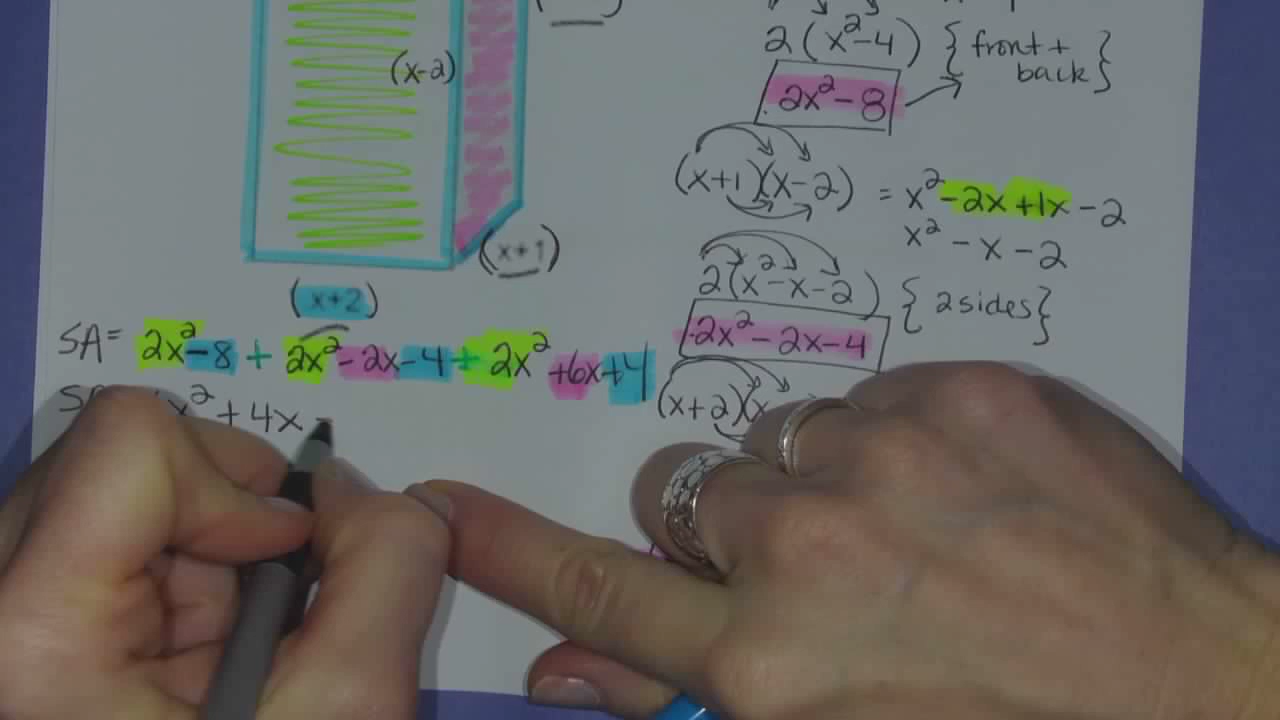 (x-2)
(x+1)
(x+2)
SA= 2x²-8 + 2x²-2x-4 + 2x²+6x+4
x²+4x -
2(x²-4) {front + back}
2x²-8
(x+1)(x-2) = x²-2x+1x-2
x²-x-2
2(x²-x-2) {2sides}
2x²-2x-4
(x+2)(x